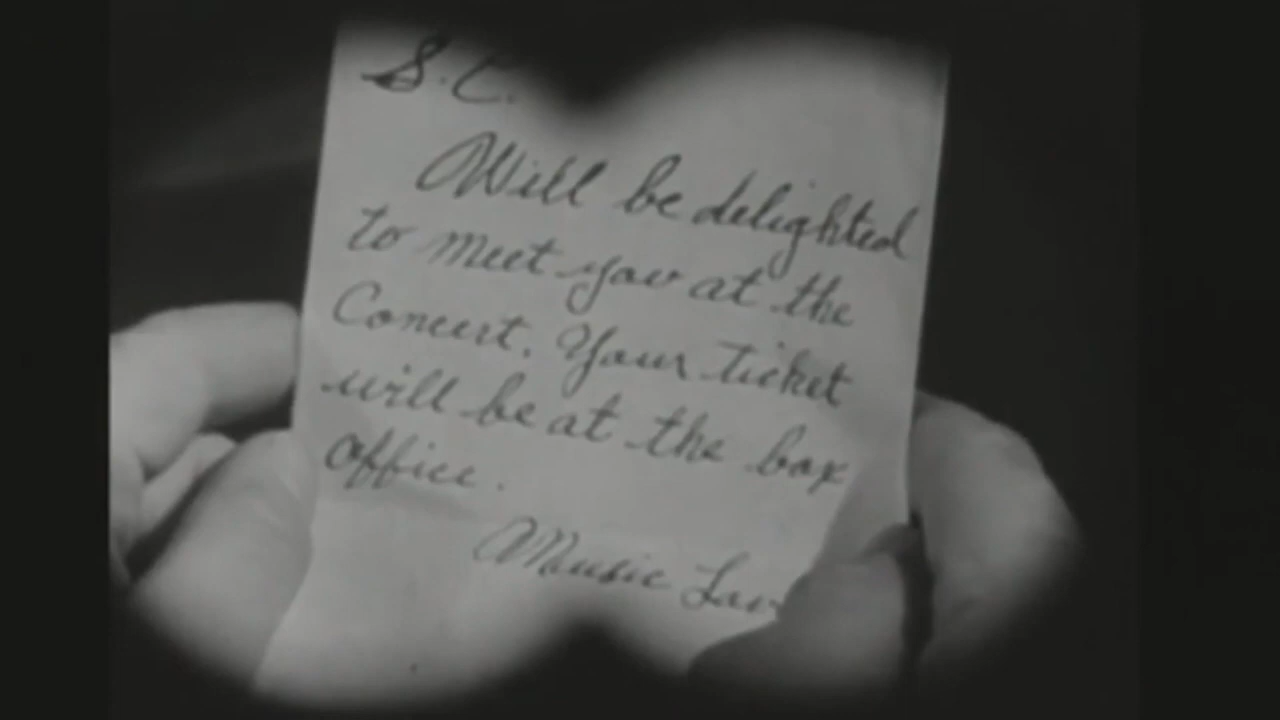 S.C.
Will be delighted
to meet you at the
Concert. Your ticket
will be at the box
office.
Music